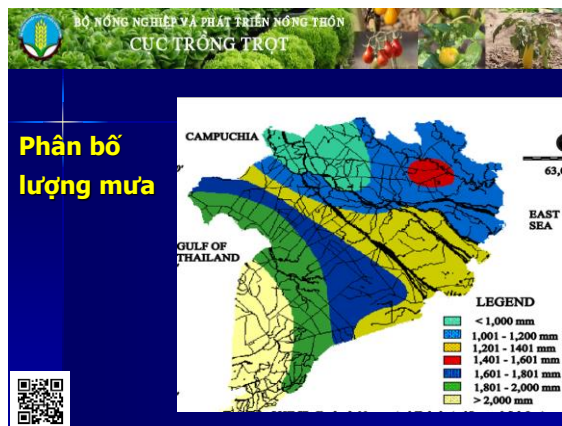 BỘ NÔNG NGHIỆP VÀ PHÁT TRIỂN NÔNG THÔN
CỤC TRỒNG TRỌT
Phân bố
lượng mưa
CAMPUCHIA
63,0
EAST
SEA
GULF OF
THAILAND
LEGEND
< 1,000 mm
1,001 - 1,200 mm
1,201 - 1401 mm
1,401 - 1,601 mm
1,601 - 1,801 mm
1,801 - 2,000 mm
> 2,000 mm